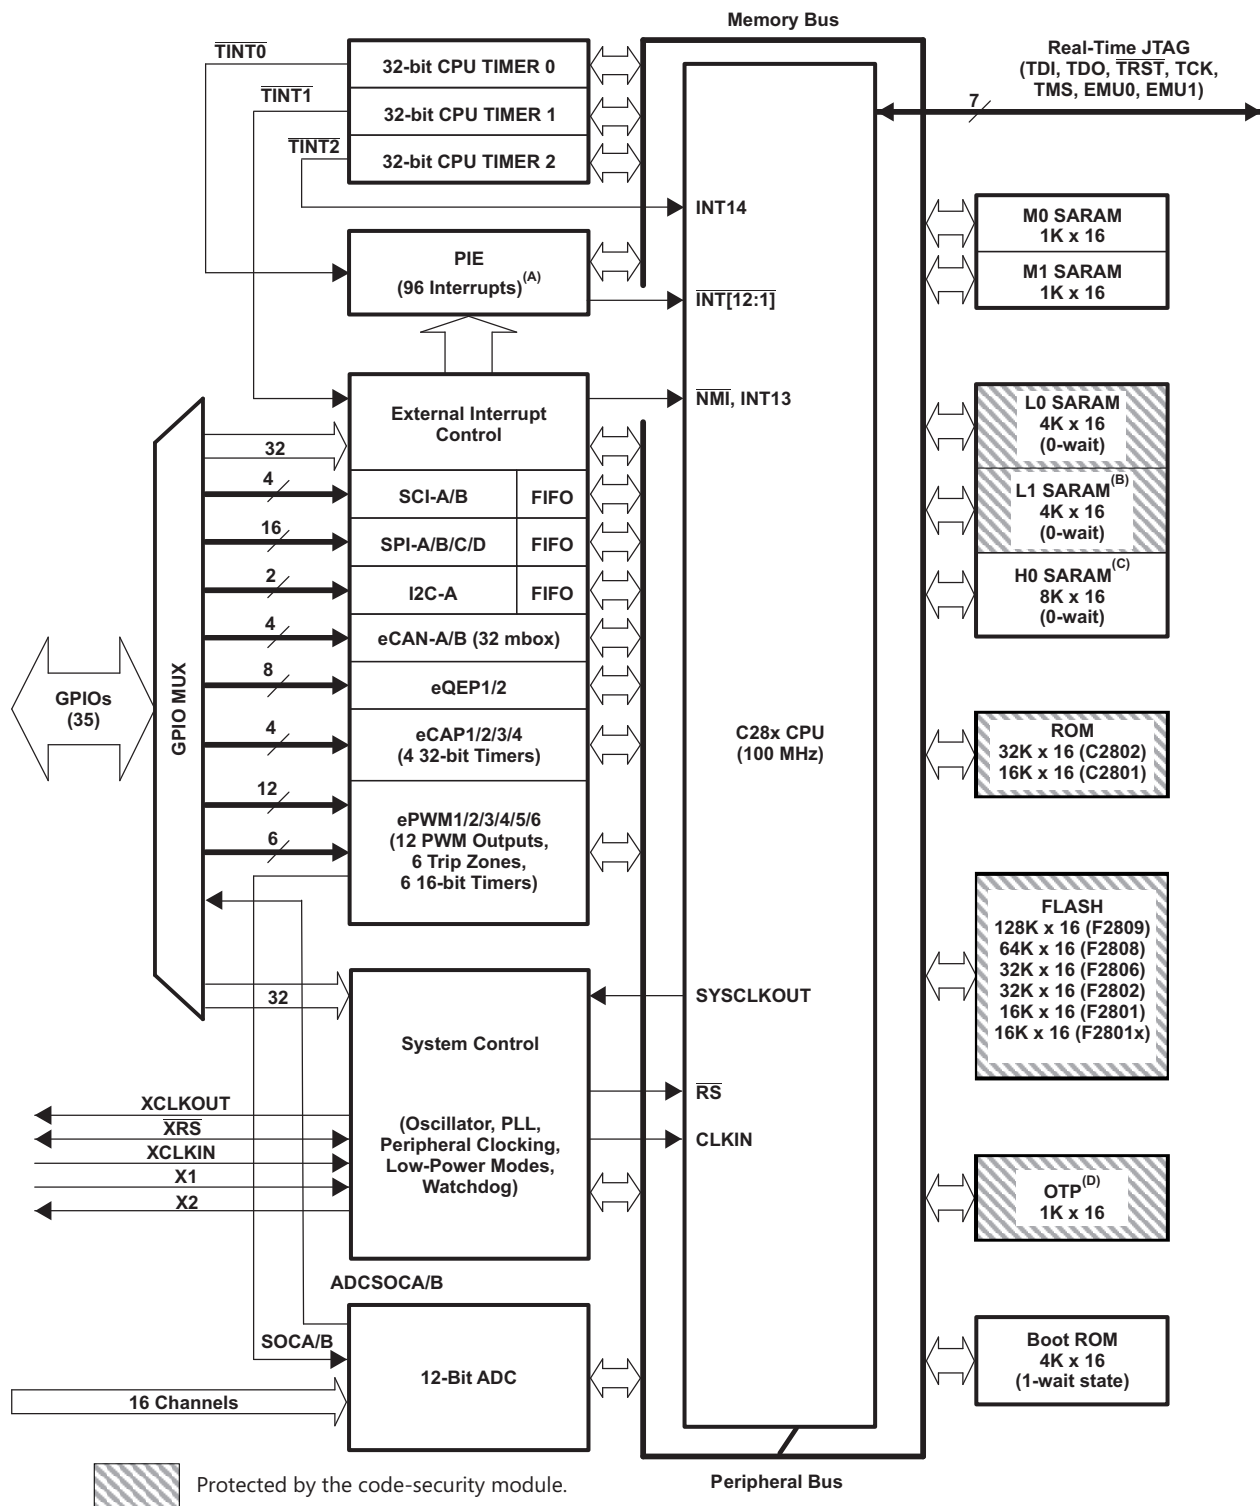 Memory Bus
TINT0
32-bit CPU TIMER 0
TINT1
32-bit CPU TIMER 1
TINT2
32-bit CPU TIMER 2
Real-Time JTAG
(TDI, TDO, TRST, TCK,
TMS, EMU0, EMU1)
7
INT14
PIE
(96 Interrupts)(A)
INT[12:1]
M0 SARAM
1K x 16
M1 SARAM
1K x 16
External Interrupt
Control
NMI, INT13
32
4
SCI-A/B
FIFO
16
SPI-A/B/C/D
FIFO
2
I2C-A
FIFO
4
eCAN-A/B (32 mbox)
8
eQEP1/2
4
eCAP1/2/3/4
(4 32-bit Timers)
12
6
ePWM1/2/3/4/5/6
(12 PWM Outputs,
6 Trip Zones,
6 16-bit Timers)
GPIOs
(35)
GPIO MUX
C28x CPU
(100 MHz)
L0 SARAM
4K x 16
(0-wait)
L1 SARAM(B)
4K x 16
(0-wait)
H0 SARAM(C)
8K x 16
(0-wait)
ROM
32K x 16 (C2802)
16K x 16 (C2801)
FLASH
128K x 16 (F2809)
64K x 16 (F2808)
32K x 16 (F2806)
32K x 16 (F2802)
16K x 16 (F2801)
16K x 16 (F2801x)
32
System Control
(Oscillator, PLL,
Peripheral Clocking,
Low-Power Modes,
Watchdog)
SYSCLKOUT
RS
CLKIN
XCLKOUT
XRS
XCLKIN
X1
X2
OTP(D)
1K x 16
ADCSOCA/B
SOCA/B
12-Bit ADC
16 Channels
Boot ROM
4K x 16
(1-wait state)
Peripheral Bus
Protected by the code-security module.